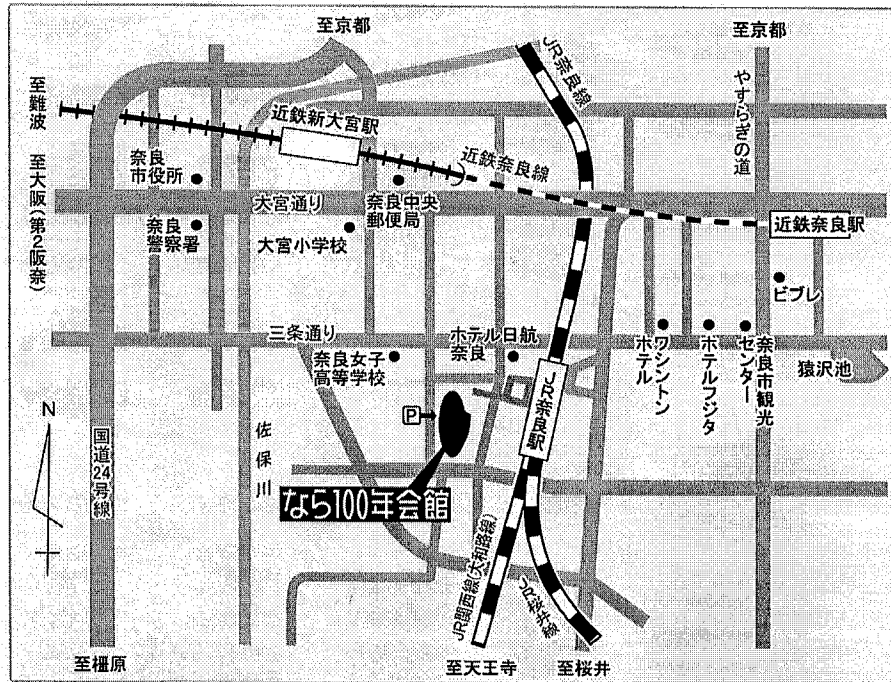 至京都
至京都
JR奈良線
やすらぎの道
至難波
近鉄新大宮駅
近鉄奈良線
奈良
市役所
至大阪(第2阪奈)
大宮通り
奈良中央
郵便局
近鉄奈良駅
奈良
警察署
大宮小学校
ビブレ
三条通り
ホテル日航
奈良
奈良女子
高等学校
ワシントン
ホテル
ホテルフジタ
奈良市観光
センター
猿沢池
JR奈良駅
P
N
国道24号線
佐保川
なら100年会館
JR関西線(大和路線)
JR桜井線
至橿原
至天王寺
至桜井